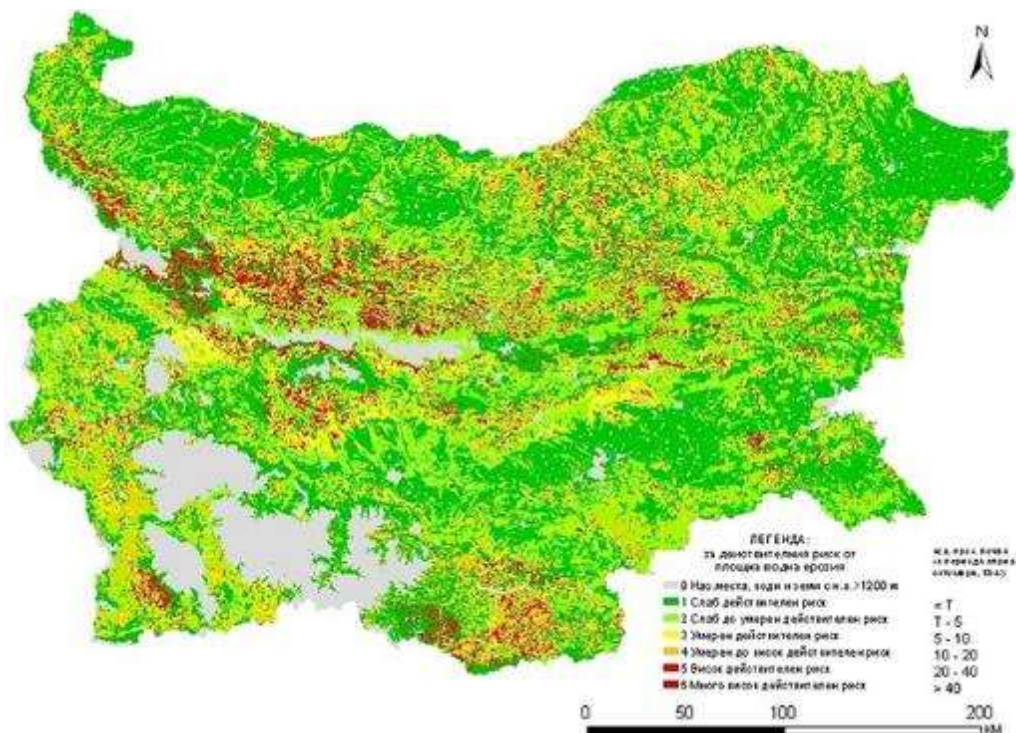 N
ЛЕГЕНДА:
за действителния риск от
площна водна ерозия
0 Нас. места, води и земи с н.в. >1200 м
1 Слаб действителен риск
2 Слаб до умерен действителен риск
3 Умерен действителен риск
4 Умерен до висок действителен риск
5 Висок действителен риск
6 Много висок действителен риск
< T
T - 5
5 - 10
10 - 20
20 - 40
> 40
0 50 100 200
км